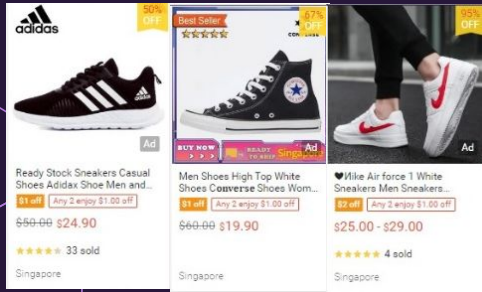 adidas
50%
OFF
adidas
Ad
Ready Stock Sneakers Casual
Shoes Adidax Shoe Men and...
$1 off
Any 2 enjoy $1.00 off
$50.00 $24.90
33 sold
Singapore
Best Seller
67%
OFF
BUY NOW
READY
TO SHIP
Singapore
Ad
Men Shoes High Top White
Shoes Converse Shoes Wom...
$1 off
Any 2 enjoy $1.00 off
$60.00 $19.90
Singapore
95%
OFF
Ad
♥Иike Air force 1 White
Sneakers Men Sneakers...
$2 off
Any 2 enjoy $1.00 off
$25.00 - $29.00
4 sold
Singapore